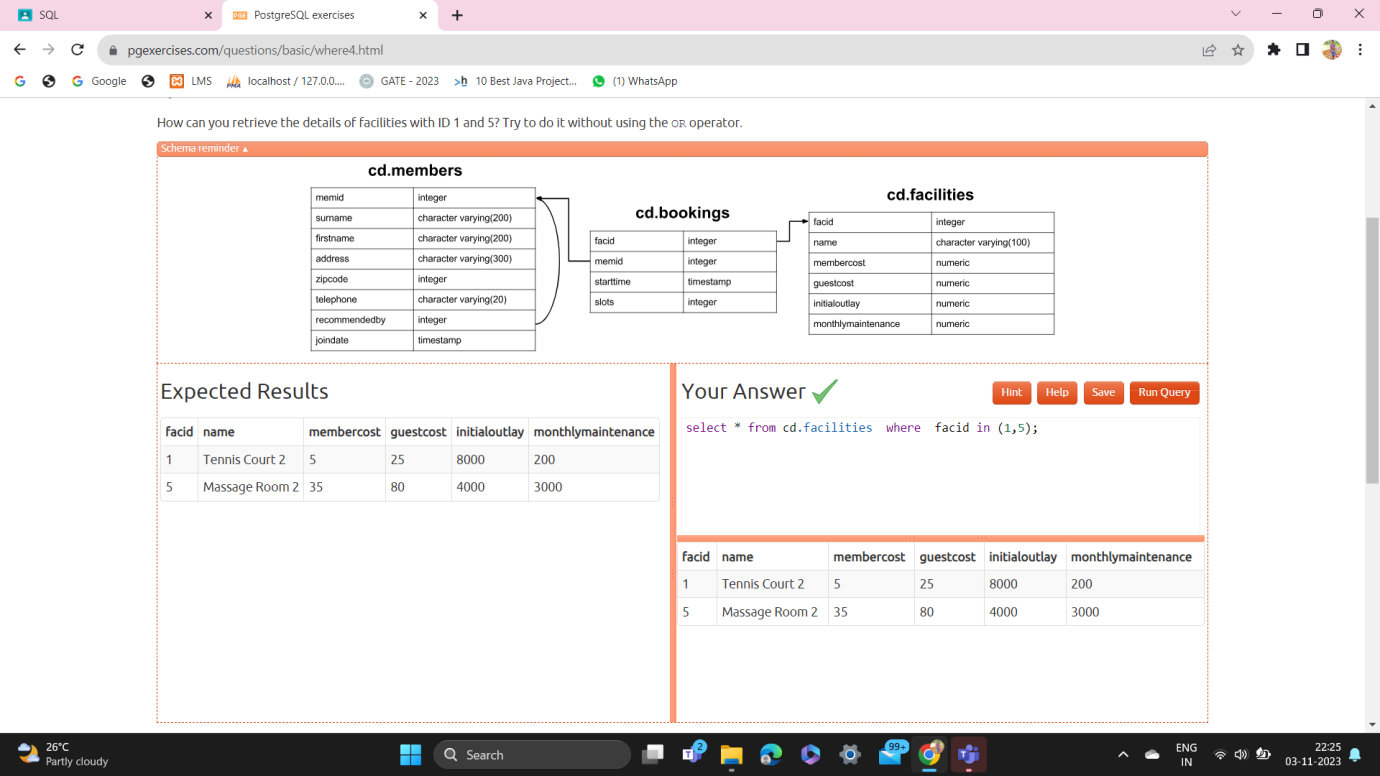 SQL
PostgreSQL exercises
pgexercises.com/questions/basic/where4.html
Google
LMS
localhost / 127.0.0....
GATE - 2023
10 Best Java Project...
(1) WhatsApp
How can you retrieve the details of facilities with ID 1 and 5? Try to do it without using the OR operator.
Schema reminder ▴
cd.members
memid integer
surname character varying(200)
firstname character varying(200)
address character varying(300)
zipcode integer
telephone character varying(20)
recommendedby integer
joindate timestamp
cd.bookings
facid integer
memid integer
starttime timestamp
slots integer
cd.facilities
facid integer
name character varying(100)
membercost numeric
guestcost numeric
initialoutlay numeric
monthlymaintenance numeric
Expected Results
facid name membercost guestcost initialoutlay monthlymaintenance
1 Tennis Court 2 5 25 8000 200
5 Massage Room 2 35 80 4000 3000
Your Answer
Hint Help Save Run Query
select * from cd.facilities  where  facid in (1,5);
facid name membercost guestcost initialoutlay monthlymaintenance
1 Tennis Court 2 5 25 8000 200
5 Massage Room 2 35 80 4000 3000
26°C
Partly cloudy
Search
2
99+
ENG
IN
22:25
03-11-2023